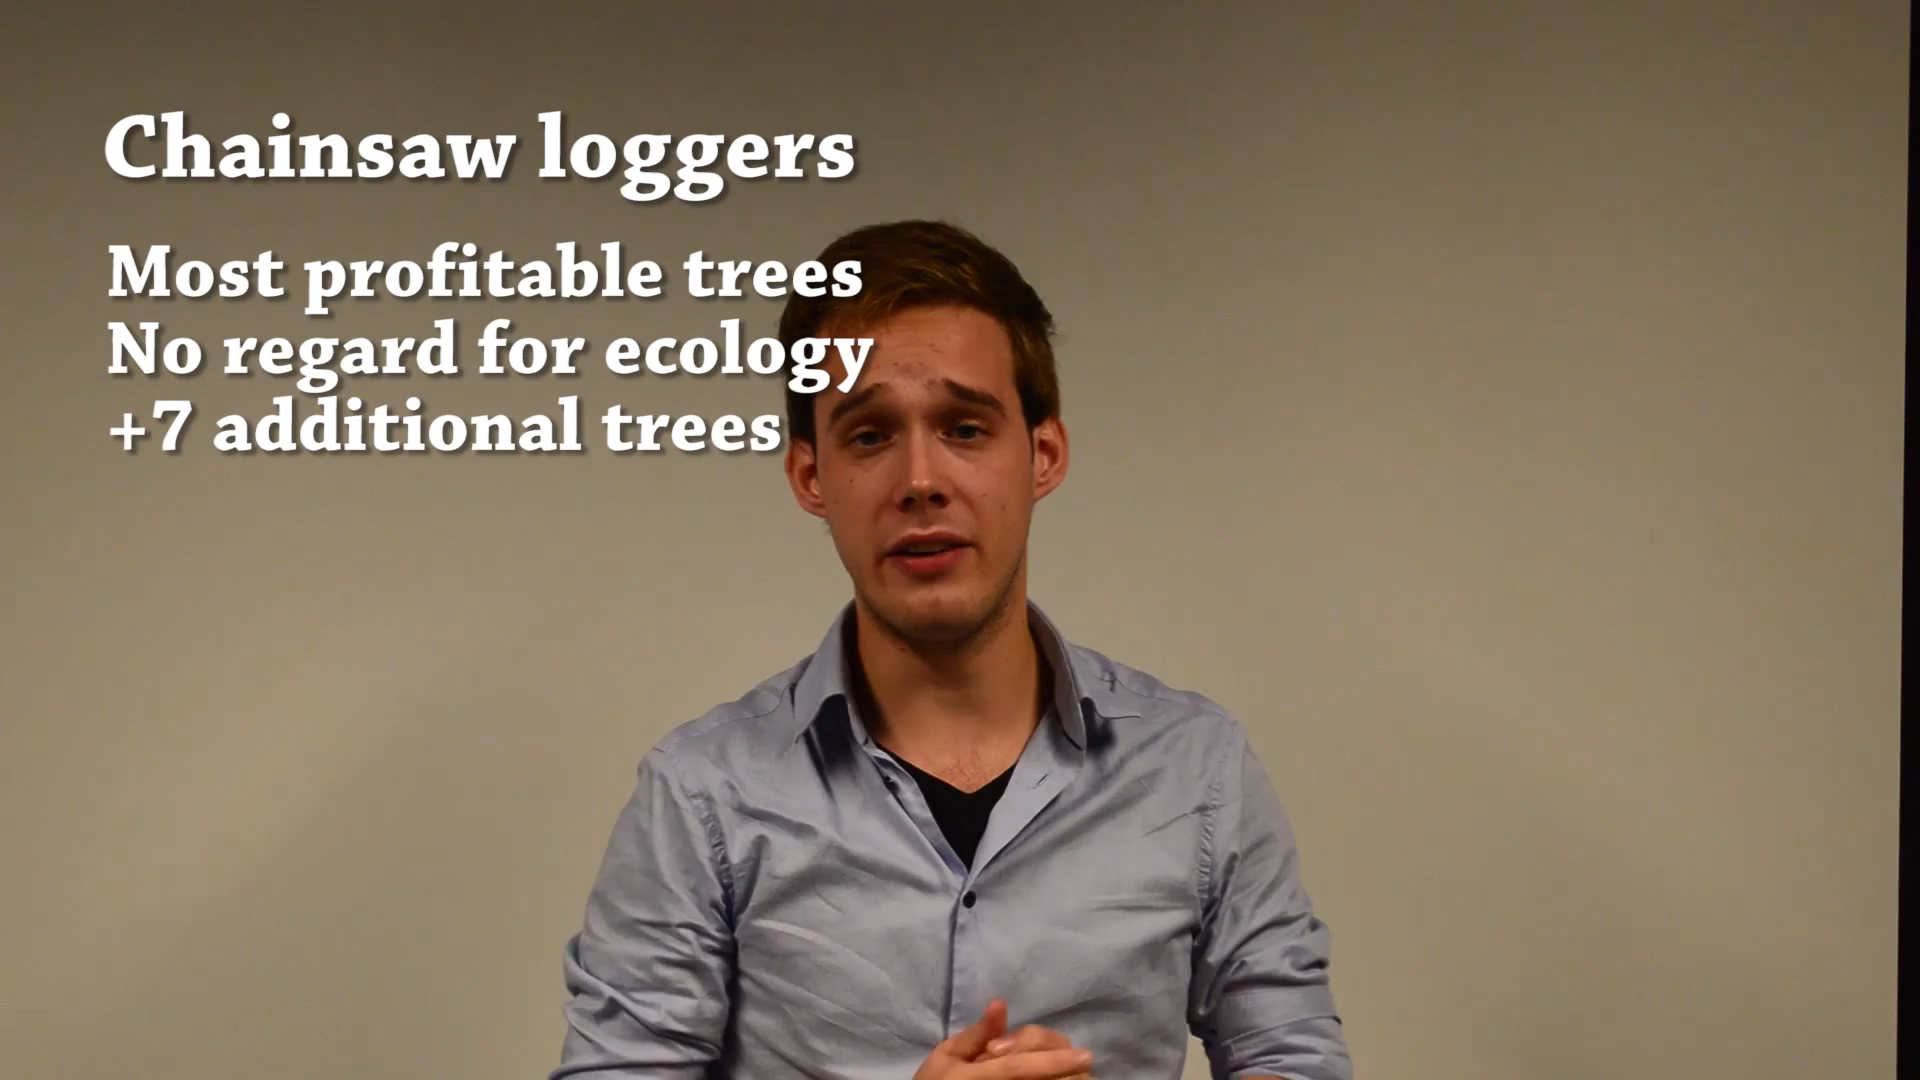 Chainsaw loggers
Most profitable trees
No regard for ecology
+7 additional trees